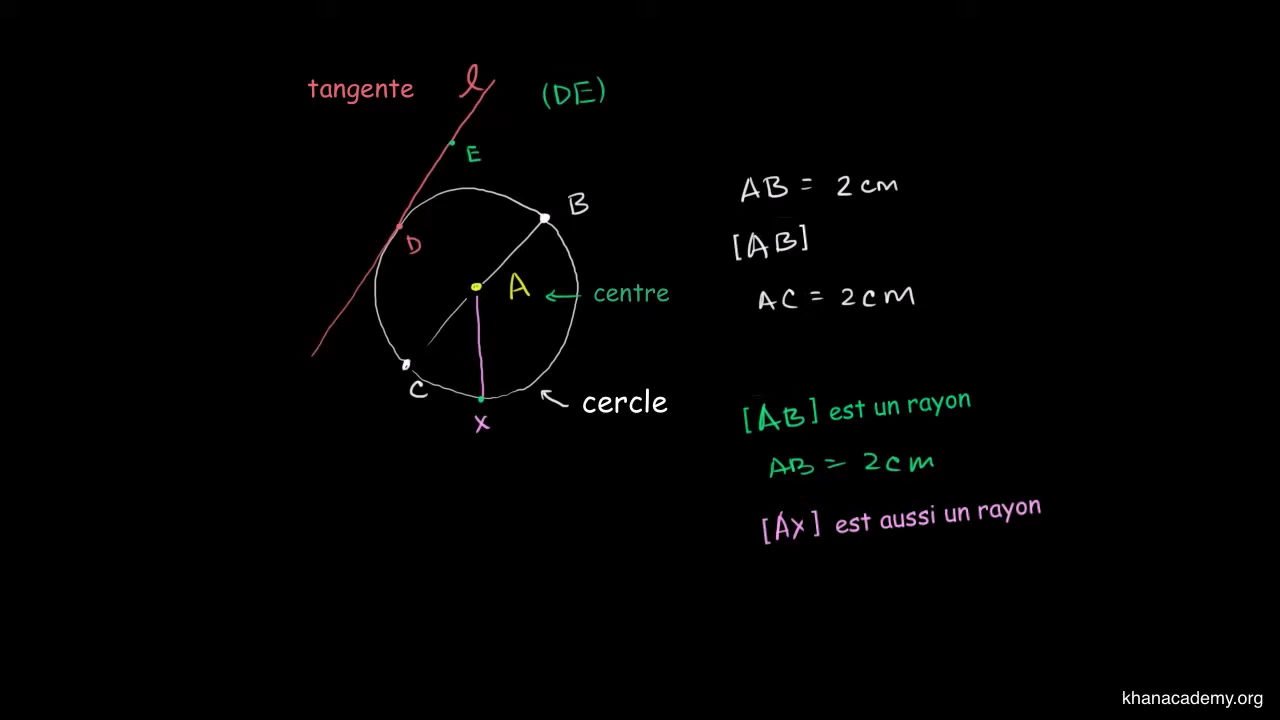 tangente ℓ (DE)
E
AB = 2 cm
B
D
[AB]
A ← centre
AC = 2 cm
C
cercle
[AB] est un rayon
x
AB = 2 cm
[Ax] est aussi un rayon
khanacademy.org